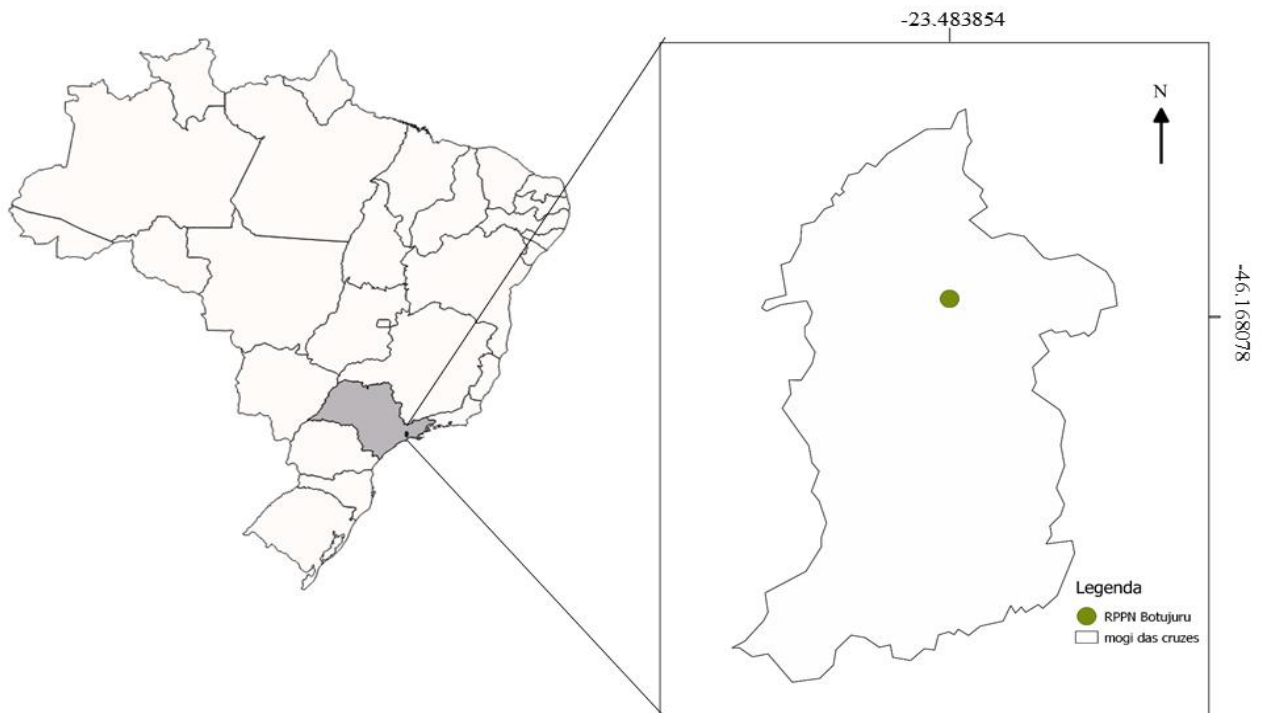 -23.483854
N
-46.168078
Legenda
RPPN Botujuru
mogi das cruzes